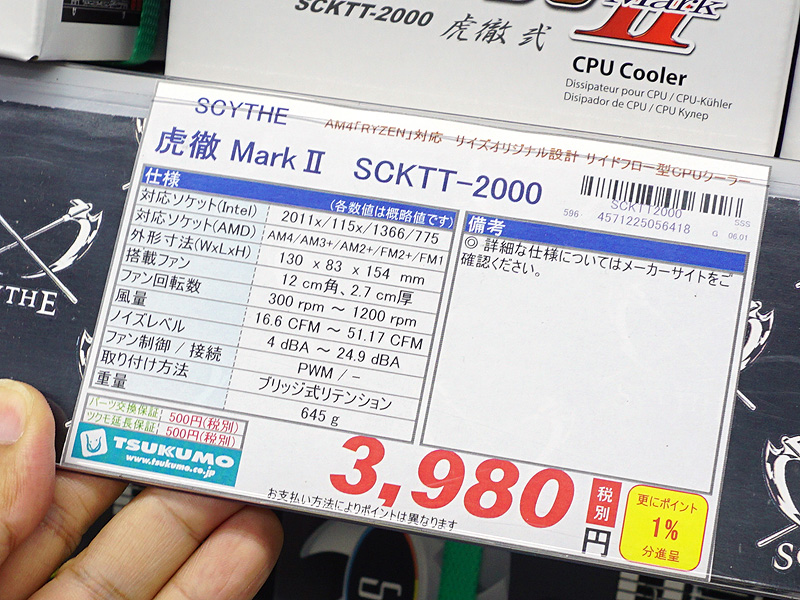 SCKTT-2000 虎徹 弐
Mark
II
CPU Cooler
Dissipateur pour CPU / CPU-Kühler
Disipador de CPU / CPU Кулер
SCYTHE
AM4「RYZEN」対応 サイズオリジナル設計 サイドフロー型CPUクーラー
虎徹 Mark II SCKTT-2000
SCKTT2000
596 4571225056418
SSS
G 06.01
仕様 (各数値は概略値です)
対応ソケット(Intel) 2011x/115x/1366/775
対応ソケット(AMD) AM4/AM3+/AM2+/FM2+/FM1
外形寸法(WxLxH) 130 x 83 x 154 mm
搭載ファン 12 cm角、2.7 cm厚
ファン回転数 300 rpm ～ 1200 rpm
風量 16.6 CFM ～ 51.17 CFM
ノイズレベル 4 dBA ～ 24.9 dBA
ファン制御 / 接続 PWM / -
取り付け方法 ブリッジ式リテンション
重量 645 g
備考
◎ 詳細な仕様についてはメーカーサイトをご
確認ください。
パーツ交換保証 500円(税別)
ツクモ延長保証 500円(税別)
TSUKUMO
www.tsukumo.co.jp
3,980
税別
円
お支払い方法によりポイントは異なります
更にポイント
1%
分進呈
YTHE
SC